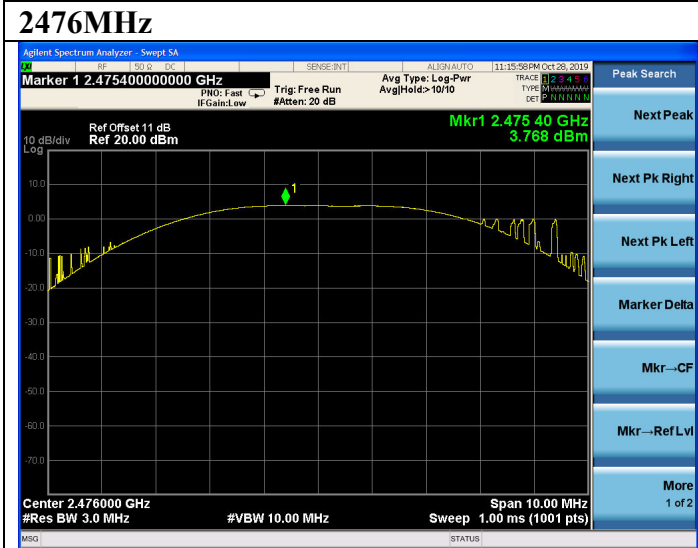 2476MHz
Agilent Spectrum Analyzer - Swept SA
RF 50 Ω DC SENSE:INT ALIGNAUTO 11:15:58PM Oct 28, 2019
Marker 1 2.475400000000 GHz
PNO: Fast
IFGain:Low
Trig: Free Run
#Atten: 20 dB
Avg Type: Log-Pwr
Avg|Hold:>10/10
TRACE 1 2 3 4 5 6
TYPE M
DET P N N N N N
Peak Search
Mkr1 2.475 40 GHz
3.768 dBm
Ref Offset 11 dB
10 dB/div Ref 20.00 dBm
Log
10.0
0.00
-10.0
-20.0
-30.0
-40.0
-50.0
-60.0
-70.0
1
Center 2.476000 GHz Span 10.00 MHz
#Res BW 3.0 MHz #VBW 10.00 MHz Sweep 1.00 ms (1001 pts)
MSG STATUS
Next Peak
Next Pk Right
Next Pk Left
Marker Delta
Mkr→CF
Mkr→Ref Lvl
More
1 of 2